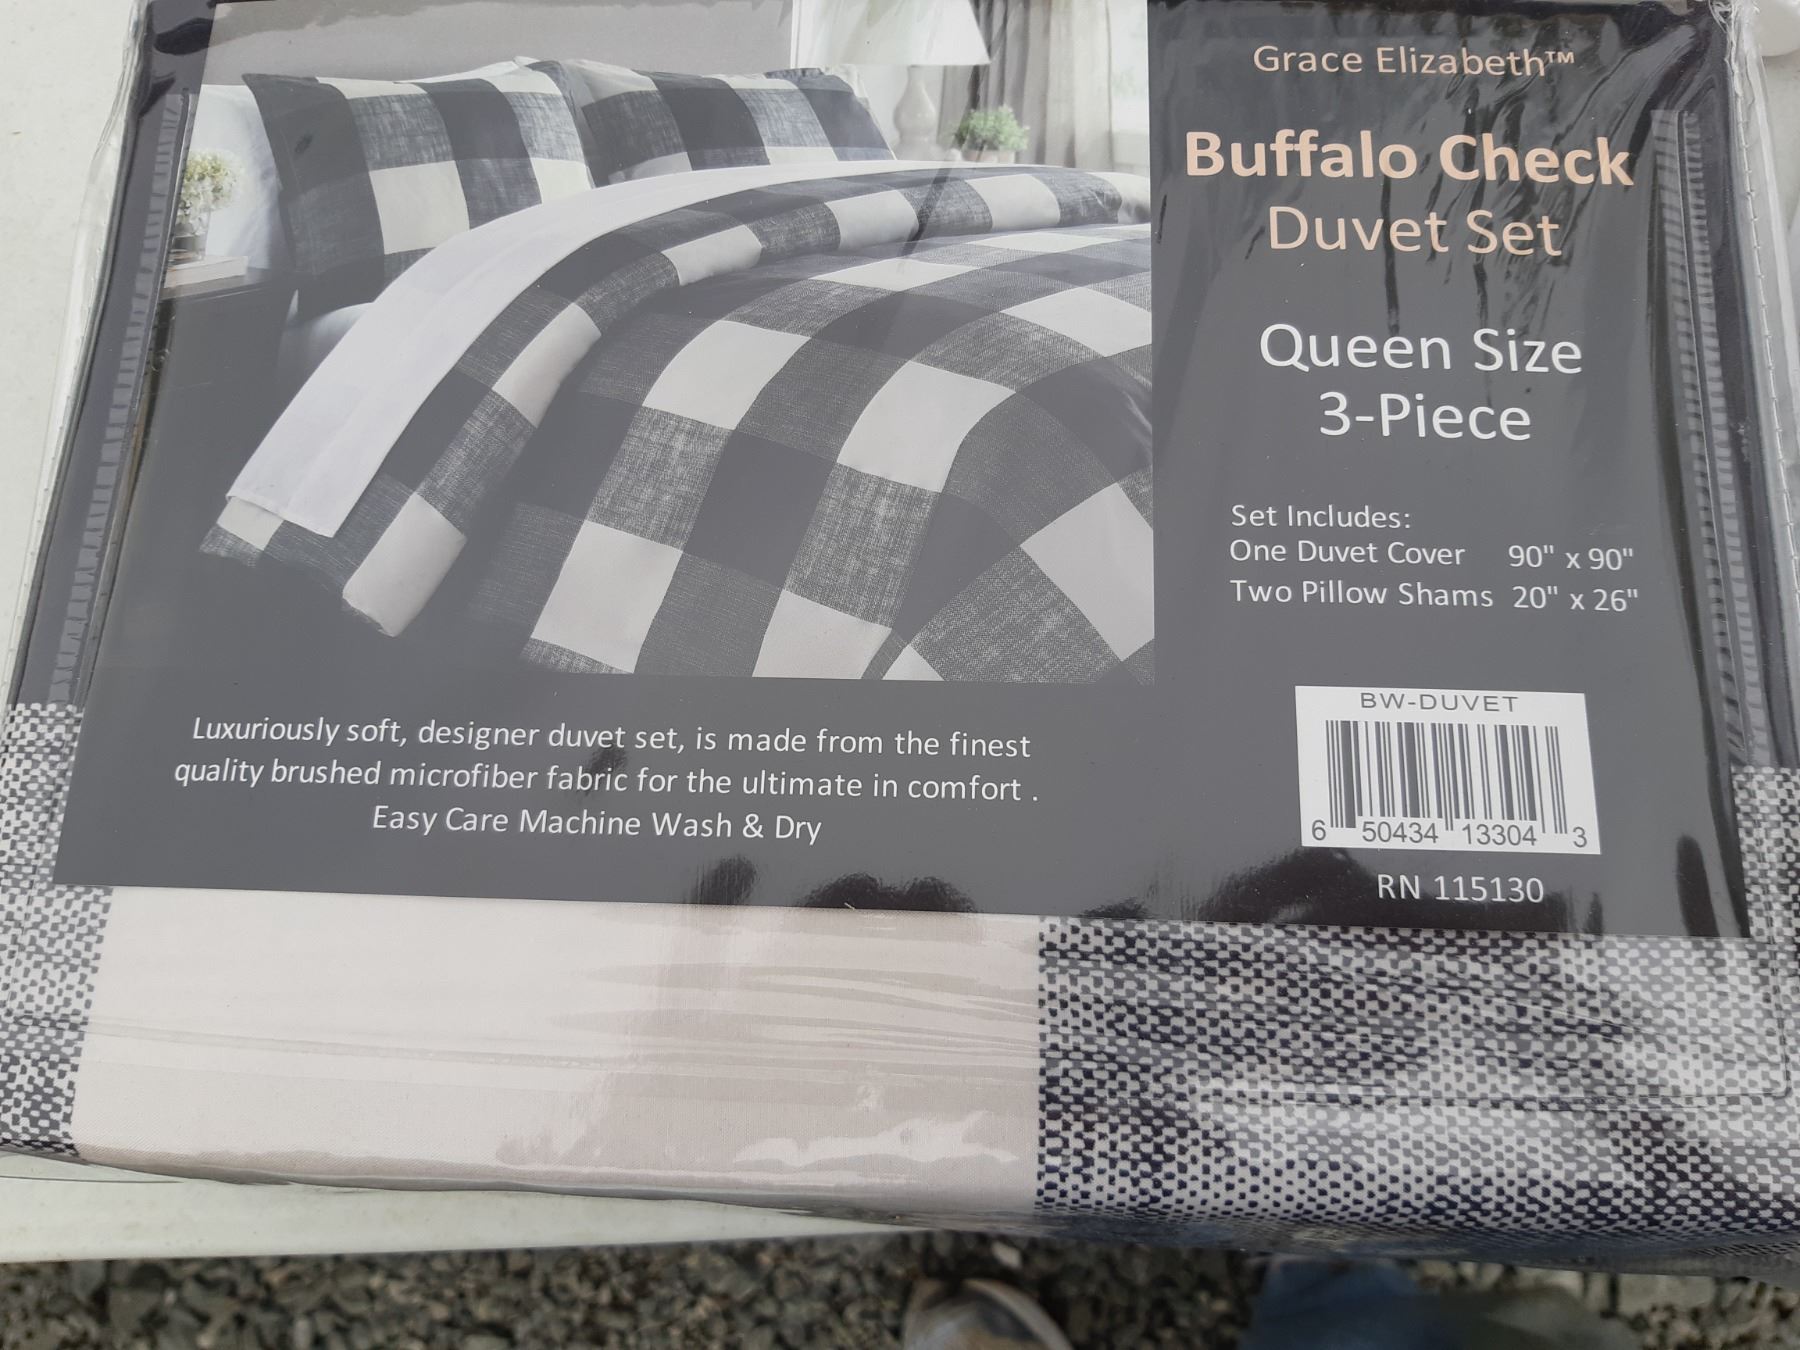 Grace Elizabeth™
Buffalo Check
Duvet Set
Queen Size
3-Piece
Set Includes:
One Duvet Cover 90" x 90"
Two Pillow Shams 20" x 26"
Luxuriously soft, designer duvet set, is made from the finest
quality brushed microfiber fabric for the ultimate in comfort .
Easy Care Machine Wash & Dry
BW-DUVET
6 50434 13304 3
RN 115130